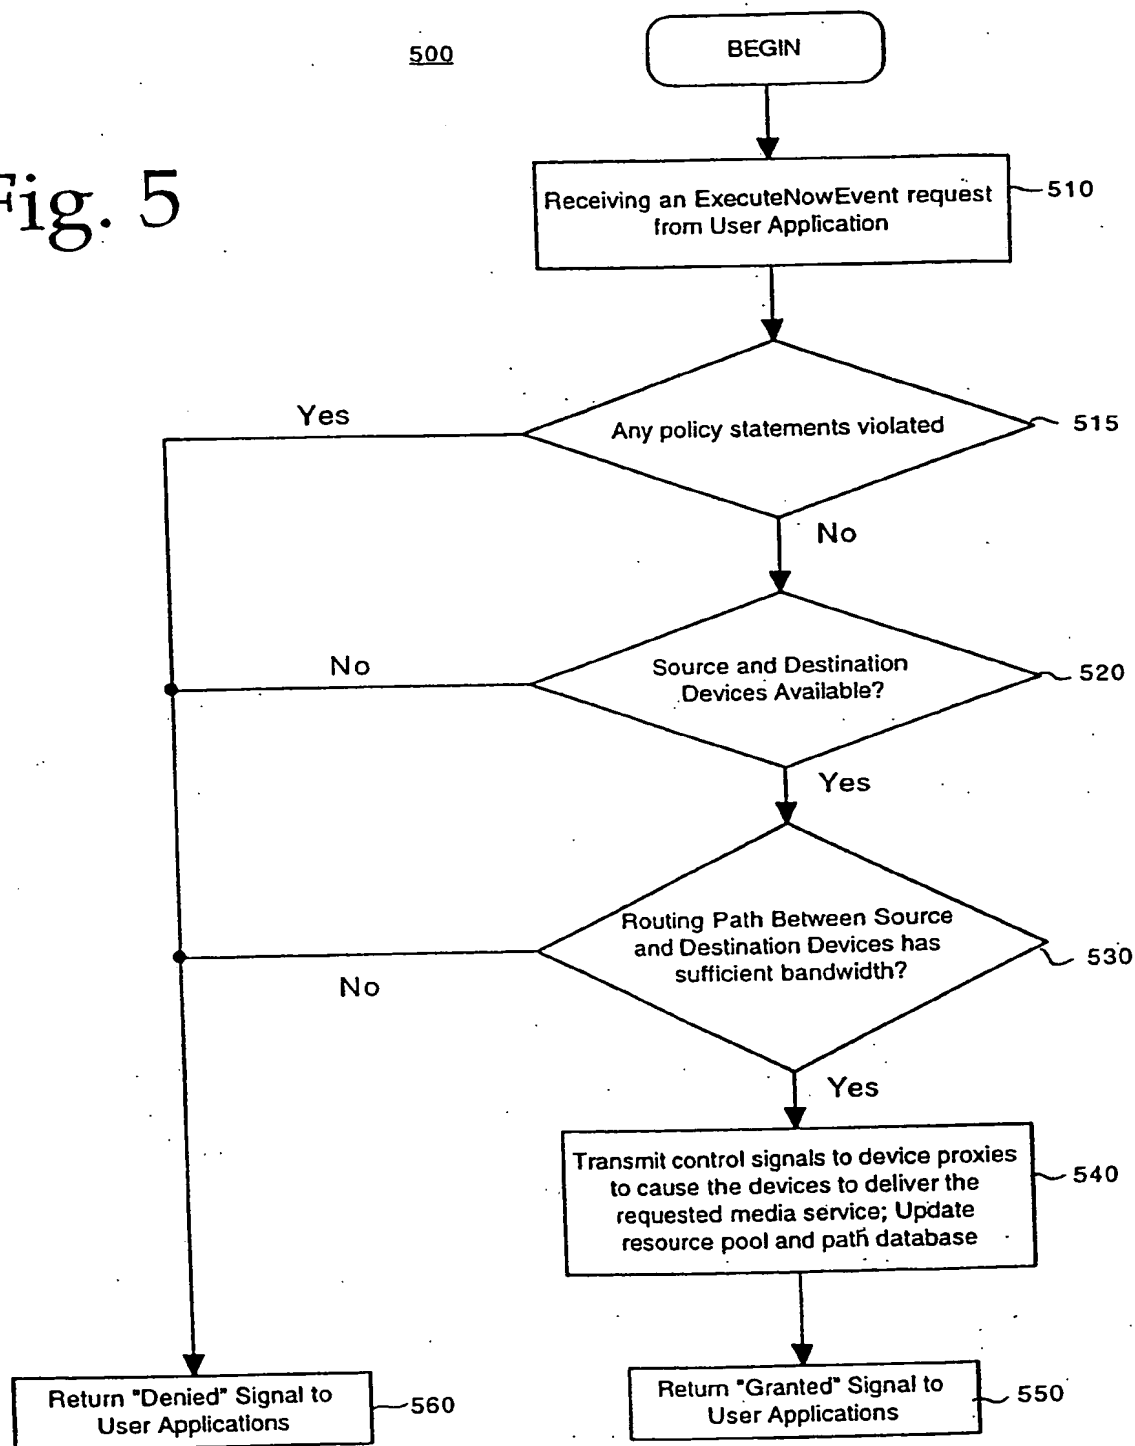 500
BEGIN
Fig. 5
Receiving an ExecuteNowEvent request
from User Application
510
Yes
Any policy statements violated
515
No
No
Source and Destination
Devices Available?
520
Yes
Routing Path Between Source
and Destination Devices has
sufficient bandwidth?
530
No
Yes
Transmit control signals to device proxies
to cause the devices to deliver the
requested media service; Update
resource pool and path database
540
Return "Denied" Signal to
User Applications
560
Return "Granted" Signal to
User Applications
550